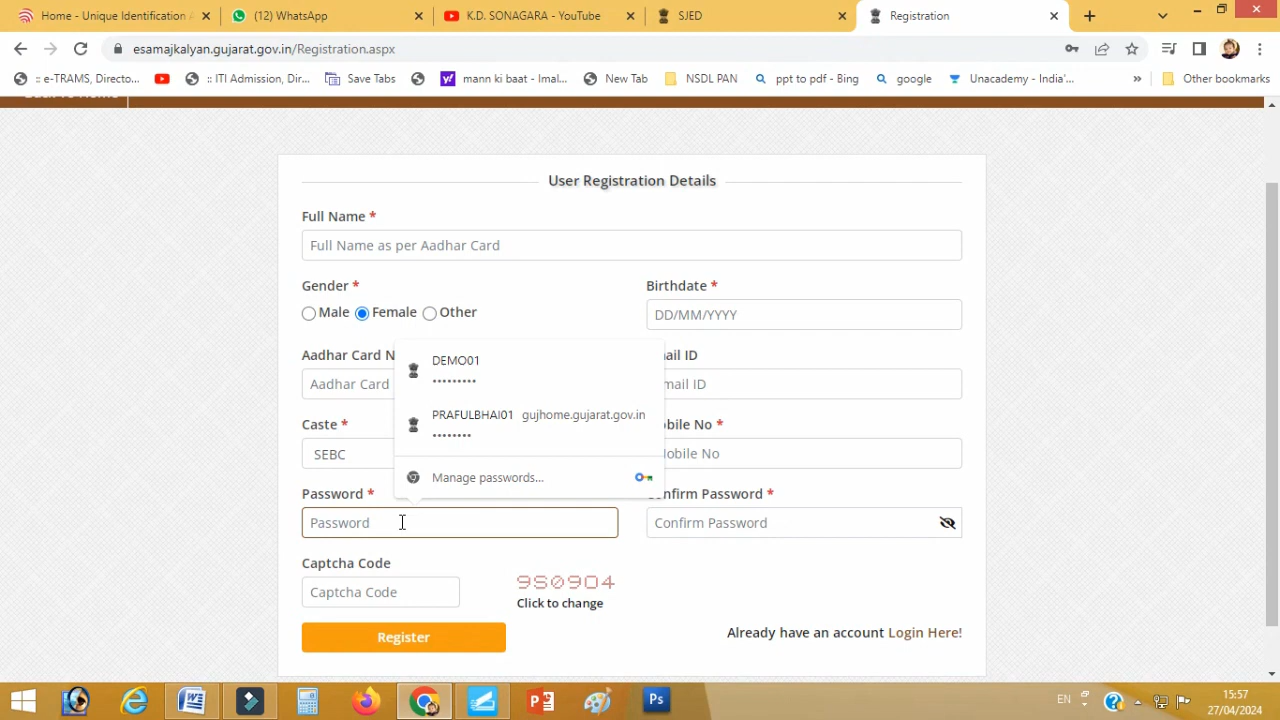 Home - Unique Identification
(12) WhatsApp
K.D. SONAGARA - YouTube
SJED
Registration
esamajkalyan.gujarat.gov.in/Registration.aspx
:: e-TRAMS, Directo...
:: ITI Admission, Dir...
Save Tabs
mann ki baat - Imal...
New Tab
NSDL PAN
ppt to pdf - Bing
google
Unacademy - India'...
»
Other bookmarks
User Registration Details
Full Name *
Full Name as per Aadhar Card
Gender *
Birthdate *
Male Female Other
DD/MM/YYYY
Aadhar Card N
ail ID
Aadhar Card
mail ID
DEMO01
•••••••••
PRAFULBHAI01 gujhome.gujarat.gov.in
••••••••
Manage passwords...
Caste *
obile No *
SEBC
obile No
Password *
onfirm Password *
Password
Confirm Password
Captcha Code
Captcha Code
950904
Click to change
Register
Already have an account Login Here!
EN
15:57
27/04/2024
Ps